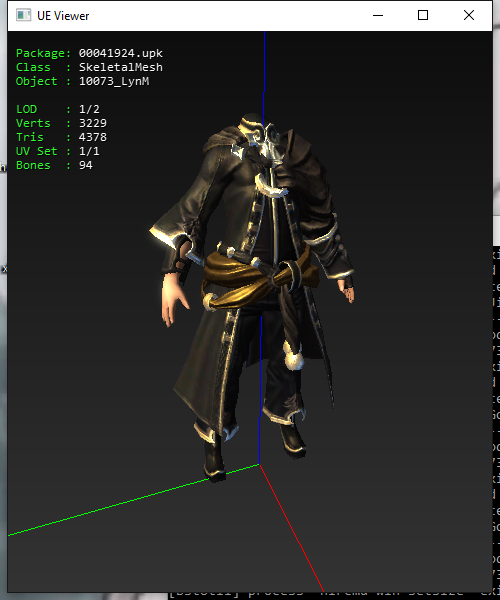 UE Viewer
Package: 00041924.upk
Class : SkeletalMesh
Object : 10073_LynM
LOD : 1/2
Verts : 3229
Tris : 4378
UV Set : 1/1
Bones : 94